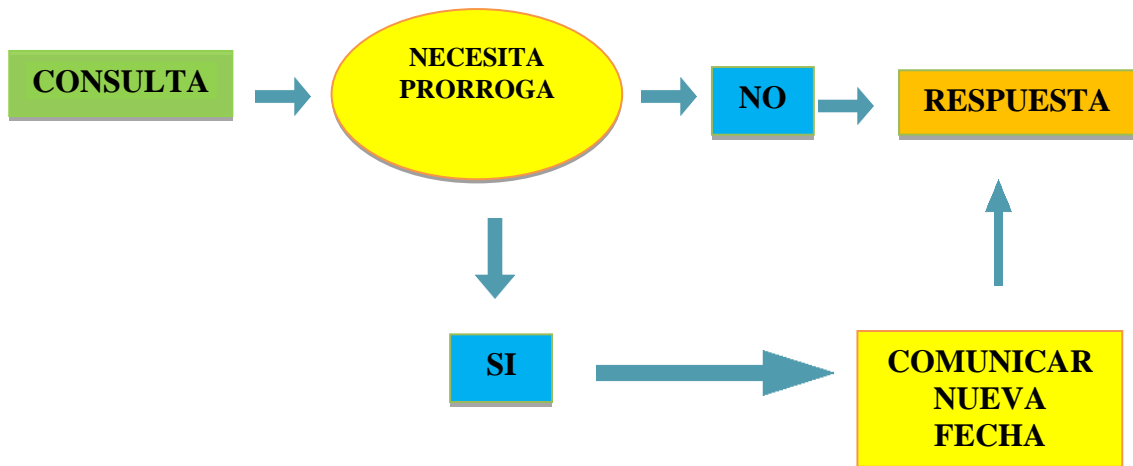 CONSULTA
NECESITA
PRORROGA
NO
RESPUESTA
SI
COMUNICAR
NUEVA
FECHA